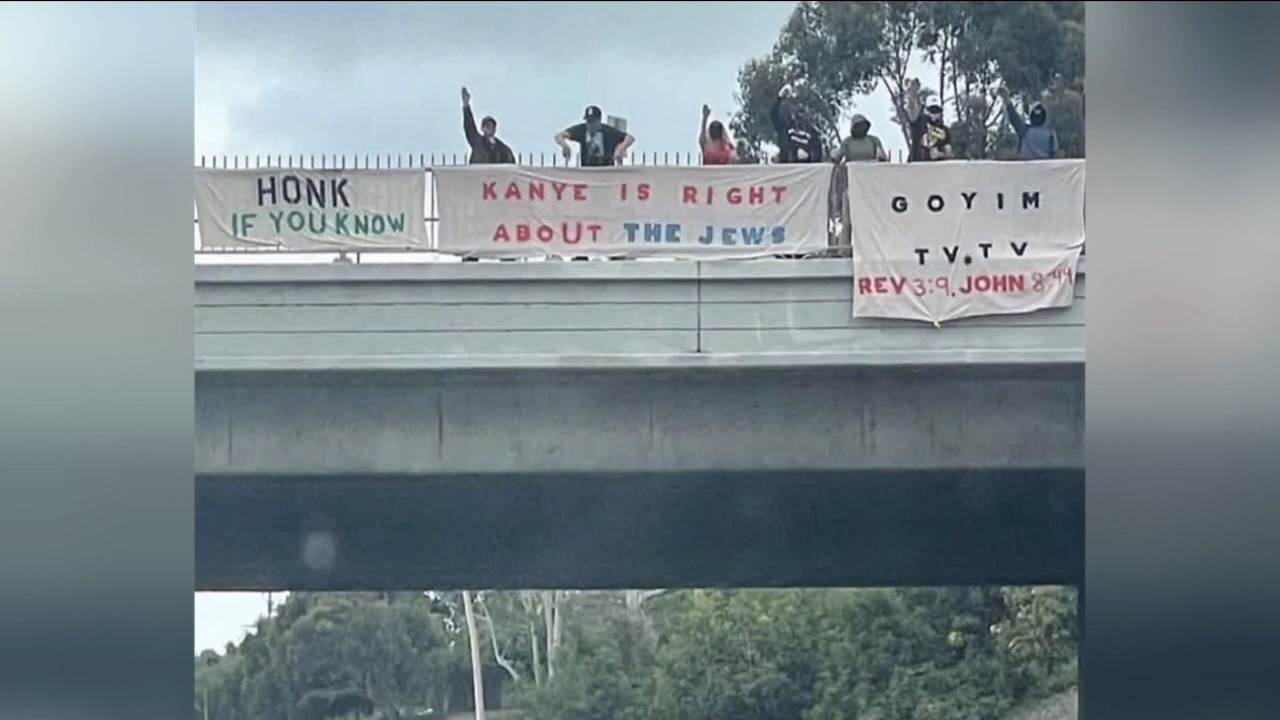 HONK
IF YOU KNOW
KANYE IS RIGHT
ABOUT THE JEWS
GOYIM
TV.TV
REV 3:9, JOHN 8:44